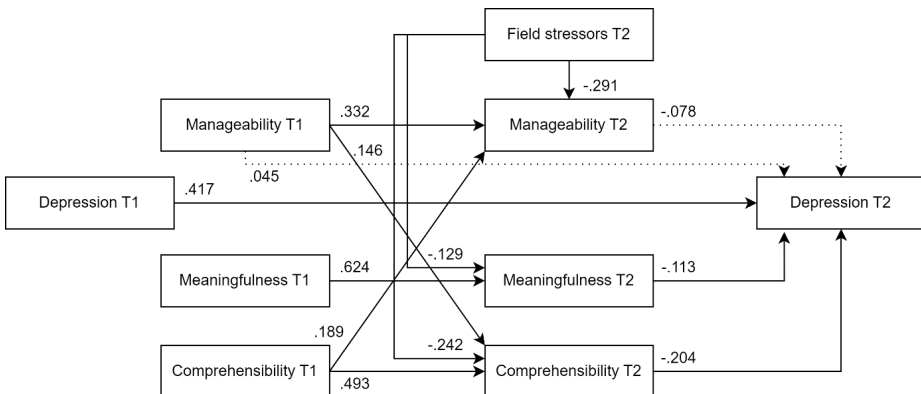 Field stressors T2
-.291
Manageability T1
.332
Manageability T2
-.078
.146
.045
Depression T1
.417
Depression T2
-.129
Meaningfulness T1
.624
Meaningfulness T2
-.113
.189
-.242
Comprehensibility T1
.493
Comprehensibility T2
-.204